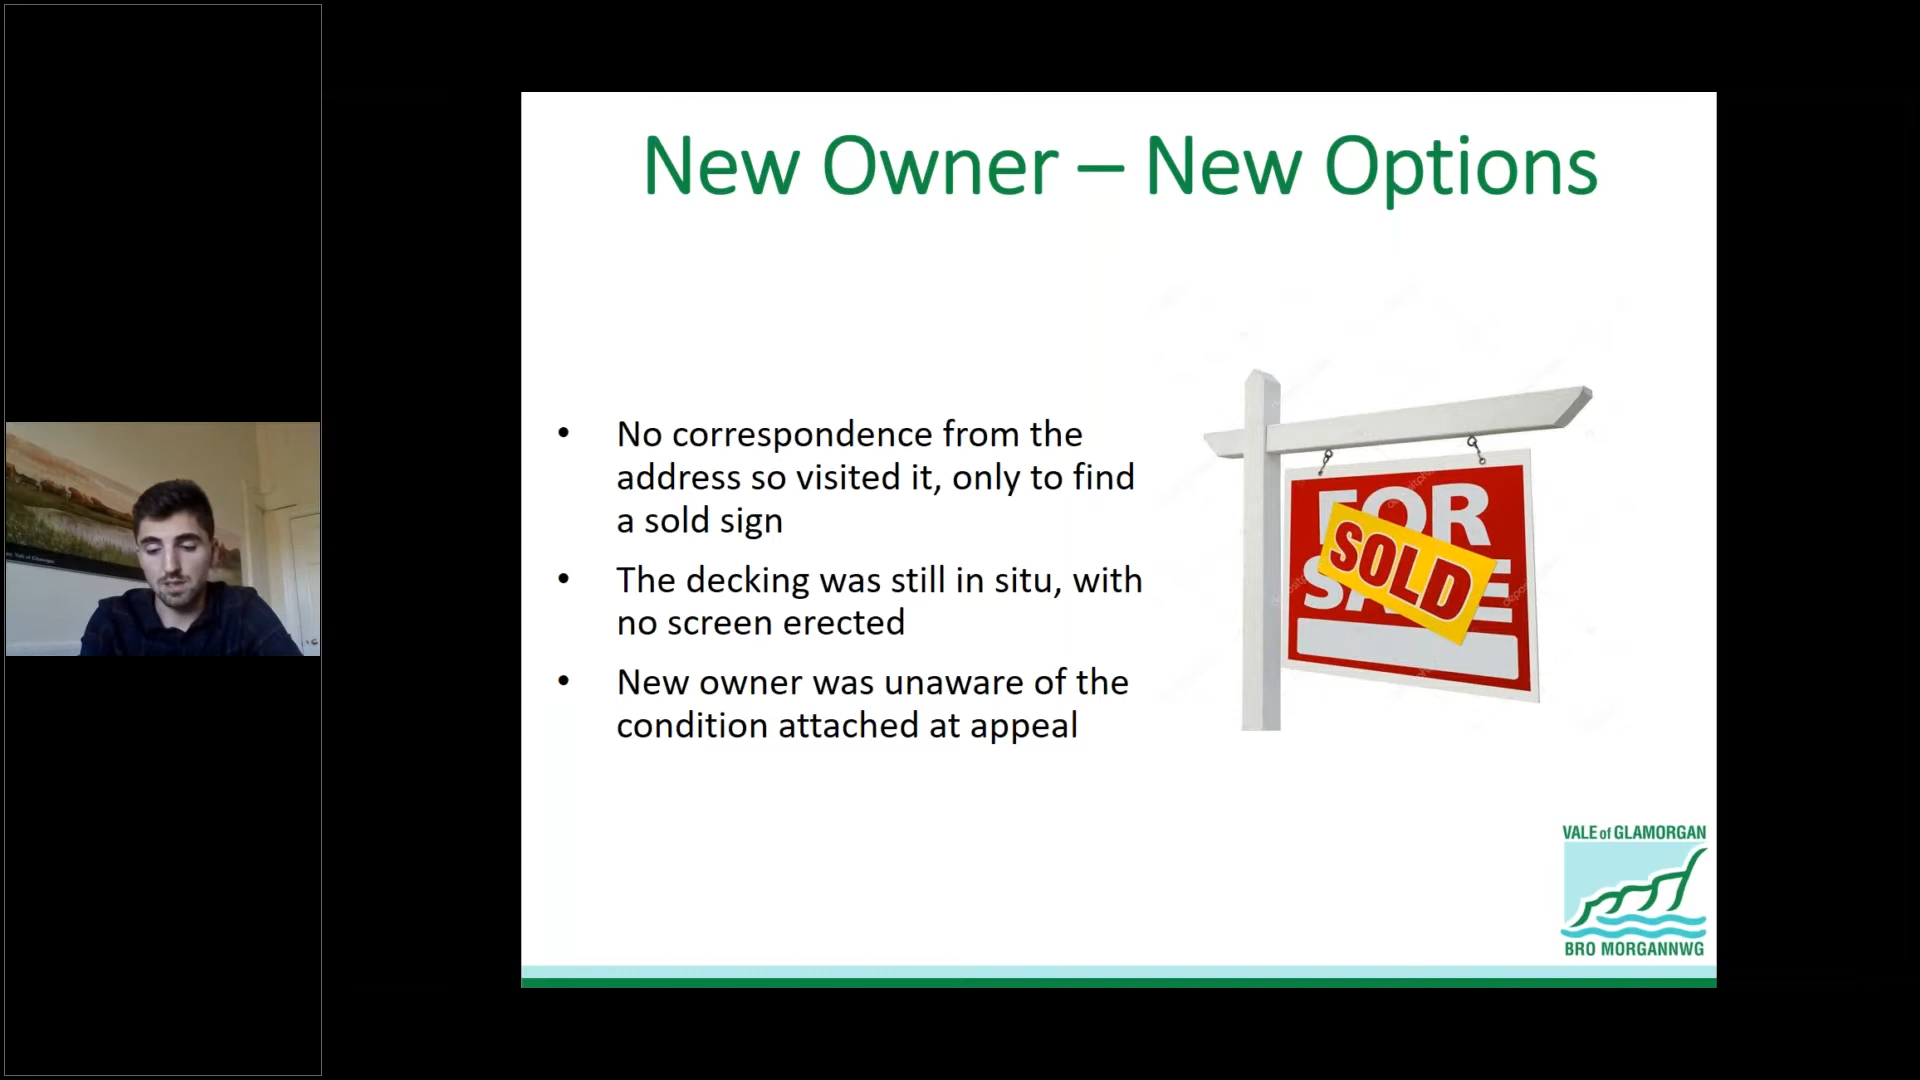 New Owner – New Options
• No correspondence from the
address so visited it, only to find
a sold sign
• The decking was still in situ, with
no screen erected
• New owner was unaware of the
condition attached at appeal
FOR
SALE
SOLD
VALE of GLAMORGAN
BRO MORGANNWG